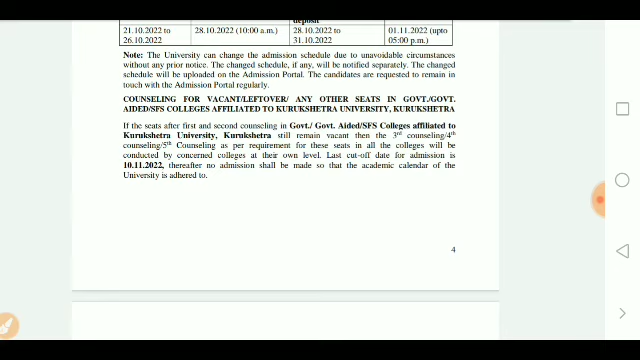 deposit
21.10.2022 to 28.10.2022 (10:00 a.m.) 28.10.2022 to 01.11.2022 (upto
26.10.2022 31.10.2022 05:00 p.m.)
Note: The University can change the admission schedule due to unavoidable circumstances
without any prior notice. The changed schedule, if any, will be notified separately. The changed
schedule will be uploaded on the Admission Portal. The candidates are requested to remain in
touch with the Admission Portal regularly.
COUNSELING FOR VACANT/LEFTOVER/ ANY OTHER SEATS IN GOVT./GOVT.
AIDED/SFS COLLEGES AFFILIATED TO KURUKSHETRA UNIVERSITY, KURUKSHETRA
If the seats after first and second counseling in Govt./ Govt. Aided/SFS Colleges affiliated to
Kurukshetra University, Kurukshetra still remain vacant then the 3rd counseling/4th
counseling/5th Counseling as per requirement for these seats in all the colleges will be
conducted by concerned colleges at their own level. Last cut-off date for admission is
10.11.2022, thereafter no admission shall be made so that the academic calendar of the
University is adhered to.
4